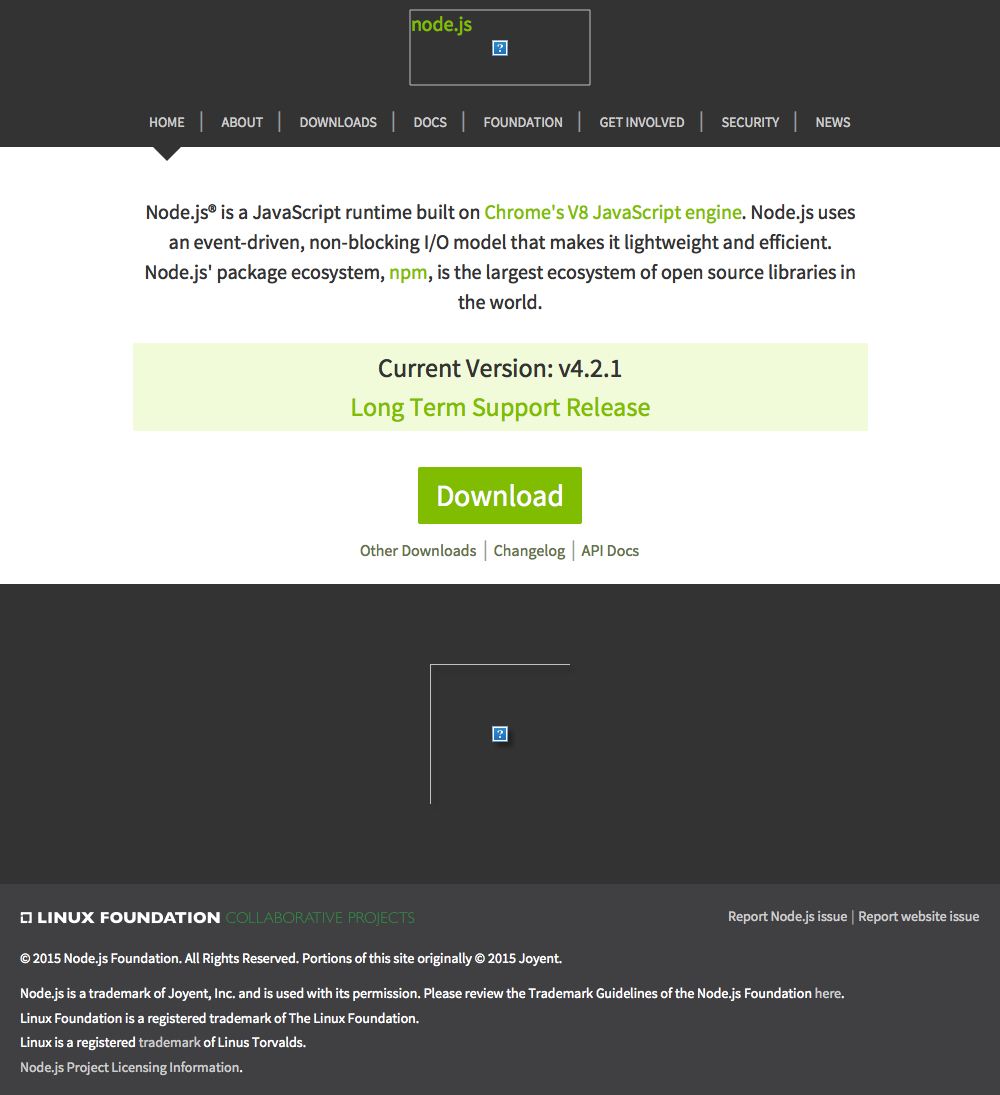 node.js
HOME | ABOUT | DOWNLOADS | DOCS | FOUNDATION | GET INVOLVED | SECURITY | NEWS
Node.js® is a JavaScript runtime built on Chrome's V8 JavaScript engine. Node.js uses
an event-driven, non-blocking I/O model that makes it lightweight and efficient.
Node.js' package ecosystem, npm, is the largest ecosystem of open source libraries in
the world.
Current Version: v4.2.1
Long Term Support Release
Download
Other Downloads | Changelog | API Docs
LINUX FOUNDATION COLLABORATIVE PROJECTS
Report Node.js issue | Report website issue
© 2015 Node.js Foundation. All Rights Reserved. Portions of this site originally © 2015 Joyent.
Node.js is a trademark of Joyent, Inc. and is used with its permission. Please review the Trademark Guidelines of the Node.js Foundation here.
Linux Foundation is a registered trademark of The Linux Foundation.
Linux is a registered trademark of Linus Torvalds.
Node.js Project Licensing Information.